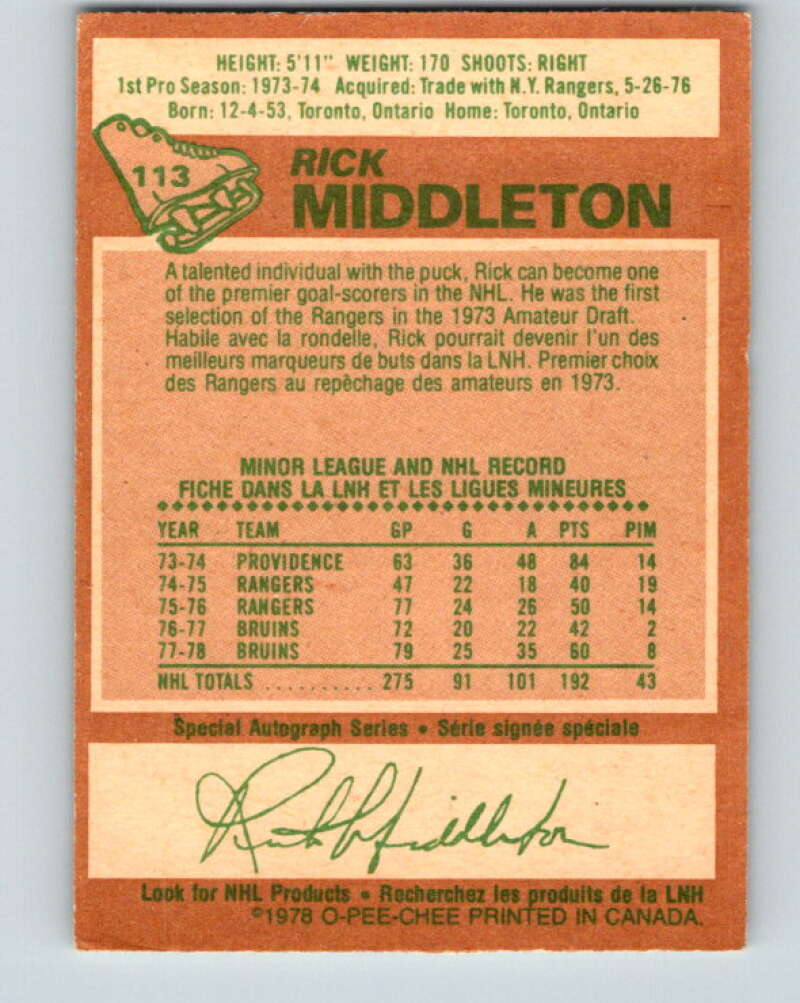 HEIGHT: 5'11" WEIGHT: 170 SHOOTS: RIGHT
1st Pro Season: 1973-74 Acquired: Trade with N.Y. Rangers, 5-26-76
Born: 12-4-53, Toronto, Ontario Home: Toronto, Ontario
113
RICK
MIDDLETON
A talented individual with the puck, Rick can become one
of the premier goal-scorers in the NHL. He was the first
selection of the Rangers in the 1973 Amateur Draft.
Habile avec la rondelle, Rick pourrait devenir l'un des
meilleurs marqueurs de buts dans la LNH. Premier choix
des Rangers au repêchage des amateurs en 1973.
MINOR LEAGUE AND NHL RECORD
FICHE DANS LA LNH ET LES LIGUES MINEURES
YEAR TEAM GP G A PTS PIM
73-74 PROVIDENCE 63 36 48 84 14
74-75 RANGERS 47 22 18 40 19
75-76 RANGERS 77 24 26 50 14
76-77 BRUINS 72 20 22 42 2
77-78 BRUINS 79 25 35 60 8
NHL TOTALS .......... 275 91 101 192 43
Special Autograph Series • Série signée spéciale
Rick Middleton
Look for NHL Products • Recherchez les produits de la LNH
©1978 O-PEE-CHEE PRINTED IN CANADA.